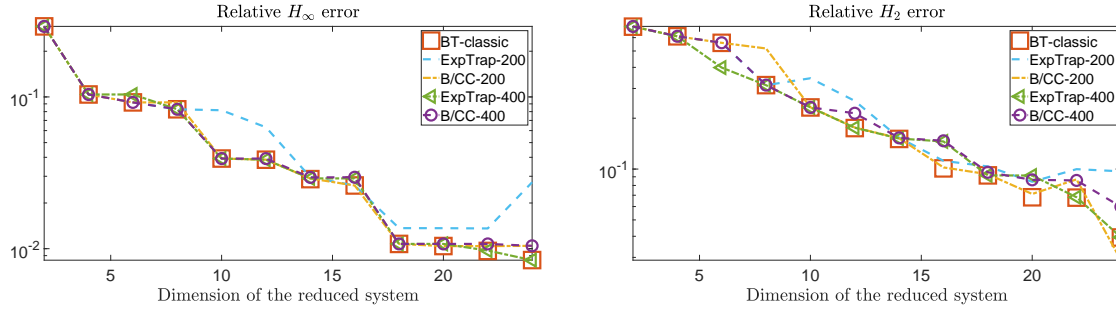 Relative H∞ error
BT-classic
ExpTrap-200
B/CC-200
ExpTrap-400
B/CC-400
10⁻¹
10⁻²
5
10
15
20
Dimension of the reduced system
Relative H₂ error
BT-classic
ExpTrap-200
B/CC-200
ExpTrap-400
B/CC-400
10⁻¹
5
10
15
20
Dimension of the reduced system